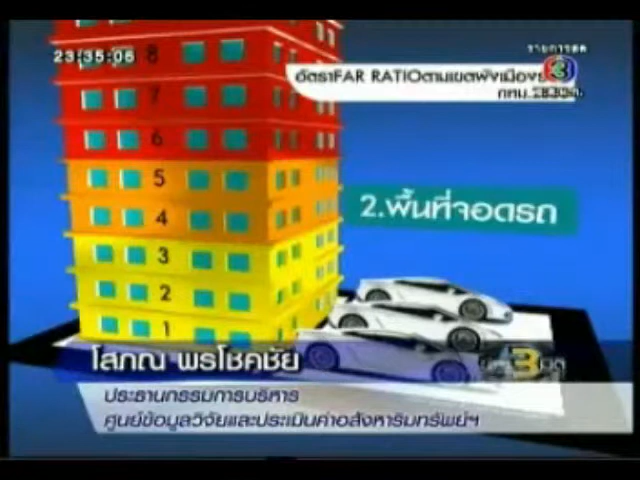 23:35:06
รายการสด
3
อัตราFAR RATIOตามเขตผังเมือง
กทม.
8
7
6
5
4
3
2
1
2.พื้นที่จอดรถ
โสภณ พรโชคชัย
3
ประธานกรรมการบริหาร
ศูนย์ข้อมูลวิจัยและประเมินค่าอสังหาริมทรัพย์ฯ